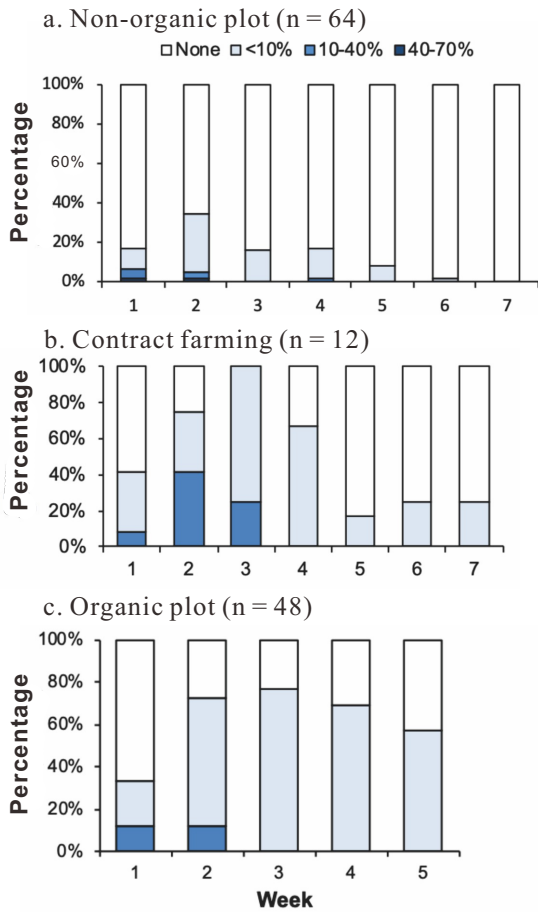 a. Non-organic plot (n = 64)
None <10% 10-40% 40-70%
Percentage
100%
80%
60%
40%
20%
0%
1 2 3 4 5 6 7
b. Contract farming (n = 12)
Percentage
100%
80%
60%
40%
20%
0%
1 2 3 4 5 6 7
c. Organic plot (n = 48)
Percentage
100%
80%
60%
40%
20%
0%
1 2 3 4 5
Week